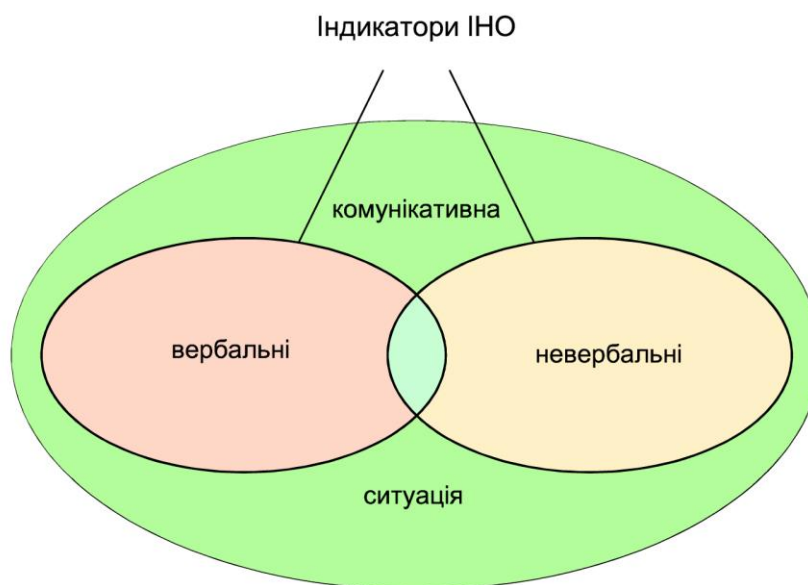 Індикатори ІНО
комунікативна
вербальні
невербальні
ситуація